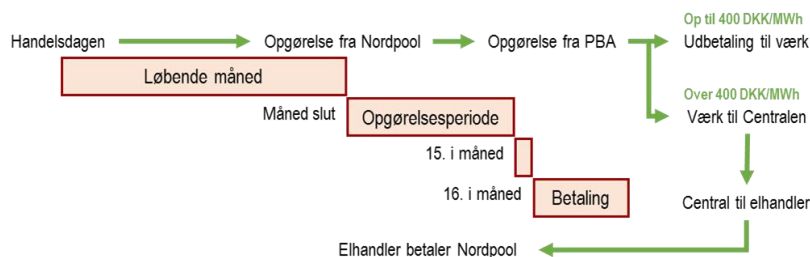 Op til 400 DKK/MWh
Handelsdagen
Opgørelse fra Nordpool
Opgørelse fra PBA
Udbetaling til værk
Løbende måned
Over 400 DKK/MWh
Måned slut
Opgørelsesperiode
Værk til Centralen
15. i måned
16. i måned
Betaling
Central til elhandler
Elhandler betaler Nordpool